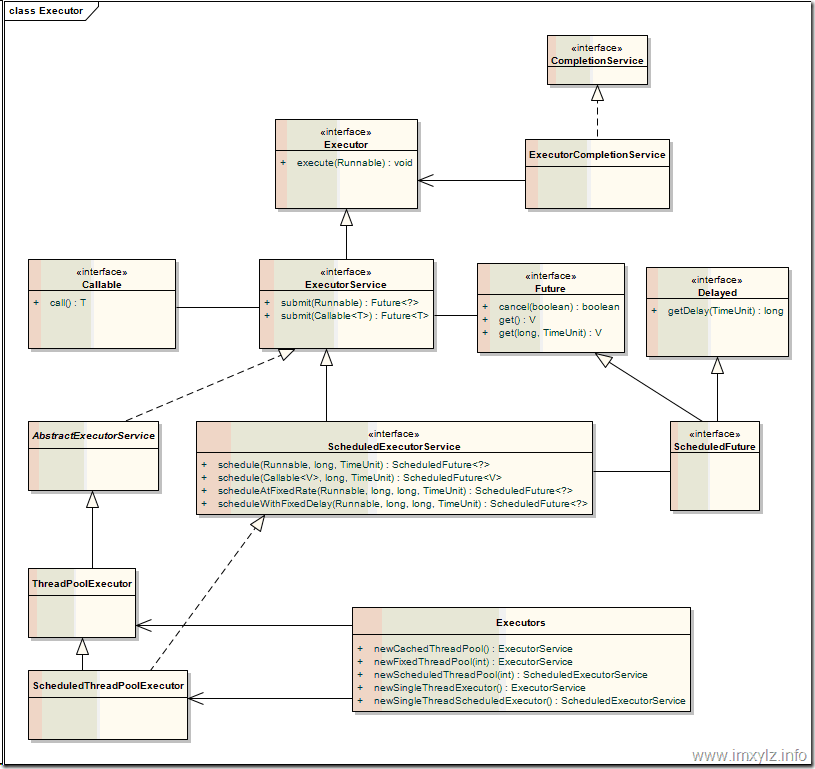 class Executor
«interface»
CompletionService
«interface»
Executor
+ execute(Runnable) : void
ExecutorCompletionService
«interface»
Callable
+ call() : T
«interface»
ExecutorService
+ submit(Runnable) : Future<?>
+ submit(Callable<T>) : Future<T>
«interface»
Future
+ cancel(boolean) : boolean
+ get() : V
+ get(long, TimeUnit) : V
«interface»
Delayed
+ getDelay(TimeUnit) : long
AbstractExecutorService
«interface»
ScheduledExecutorService
+ schedule(Runnable, long, TimeUnit) : ScheduledFuture<?>
+ schedule(Callable<V>, long, TimeUnit) : ScheduledFuture<V>
+ scheduleAtFixedRate(Runnable, long, long, TimeUnit) : ScheduledFuture<?>
+ scheduleWithFixedDelay(Runnable, long, long, TimeUnit) : ScheduledFuture<?>
«interface»
ScheduledFuture
ThreadPoolExecutor
Executors
+ newCachedThreadPool() : ExecutorService
+ newFixedThreadPool(int) : ExecutorService
+ newScheduledThreadPool(int) : ScheduledExecutorService
+ newSingleThreadExecutor() : ExecutorService
+ newSingleThreadScheduledExecutor() : ScheduledExecutorService
ScheduledThreadPoolExecutor
www.imxylz.info